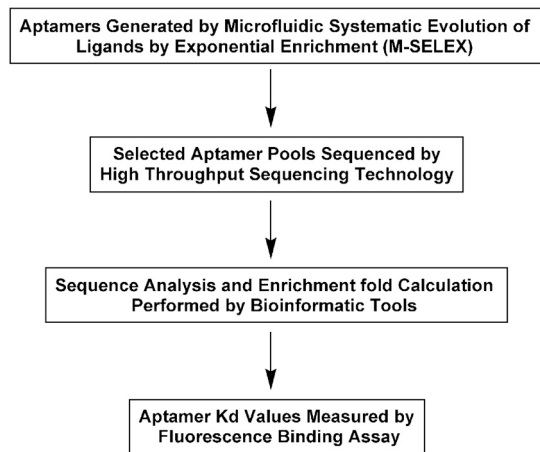 Aptamers Generated by Microfluidic Systematic Evolution of
Ligands by Exponential Enrichment (M-SELEX)
Selected Aptamer Pools Sequenced by
High Throughput Sequencing Technology
Sequence Analysis and Enrichment fold Calculation
Performed by Bioinformatic Tools
Aptamer Kd Values Measured by
Fluorescence Binding Assay